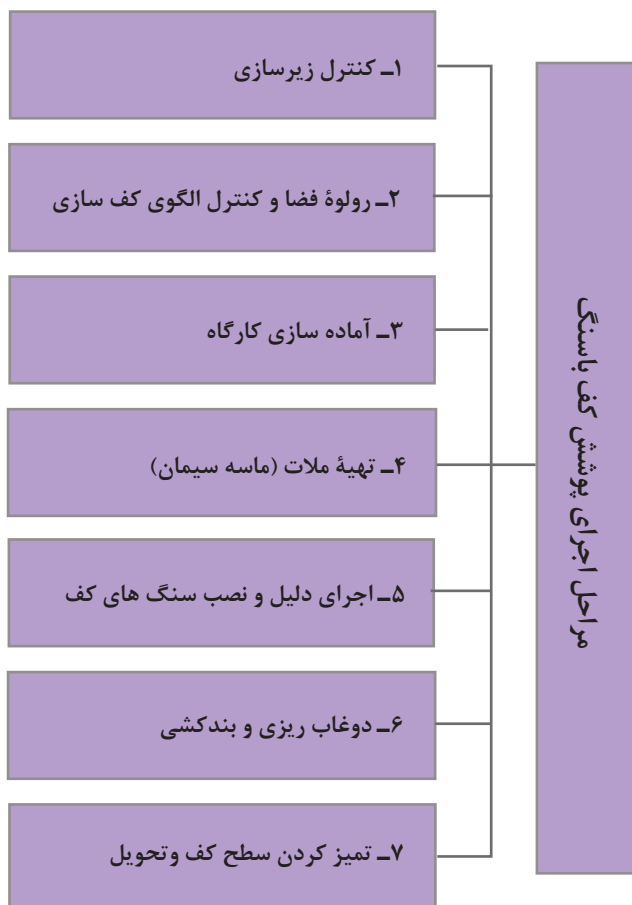 مراحل اجرای پوشش کف باسنگ
۱ـ کنترل زیرسازی
۲ـ رولوهٔ فضا و کنترل الگوی کف سازی
۳ـ آماده سازی کارگاه
۴ـ تهیهٔ ملات (ماسه سیمان)
۵ـ اجرای دلیل و نصب سنگ های کف
۶ـ دوغاب ریزی و بندکشی
۷ـ تمیز کردن سطح کف وتحویل